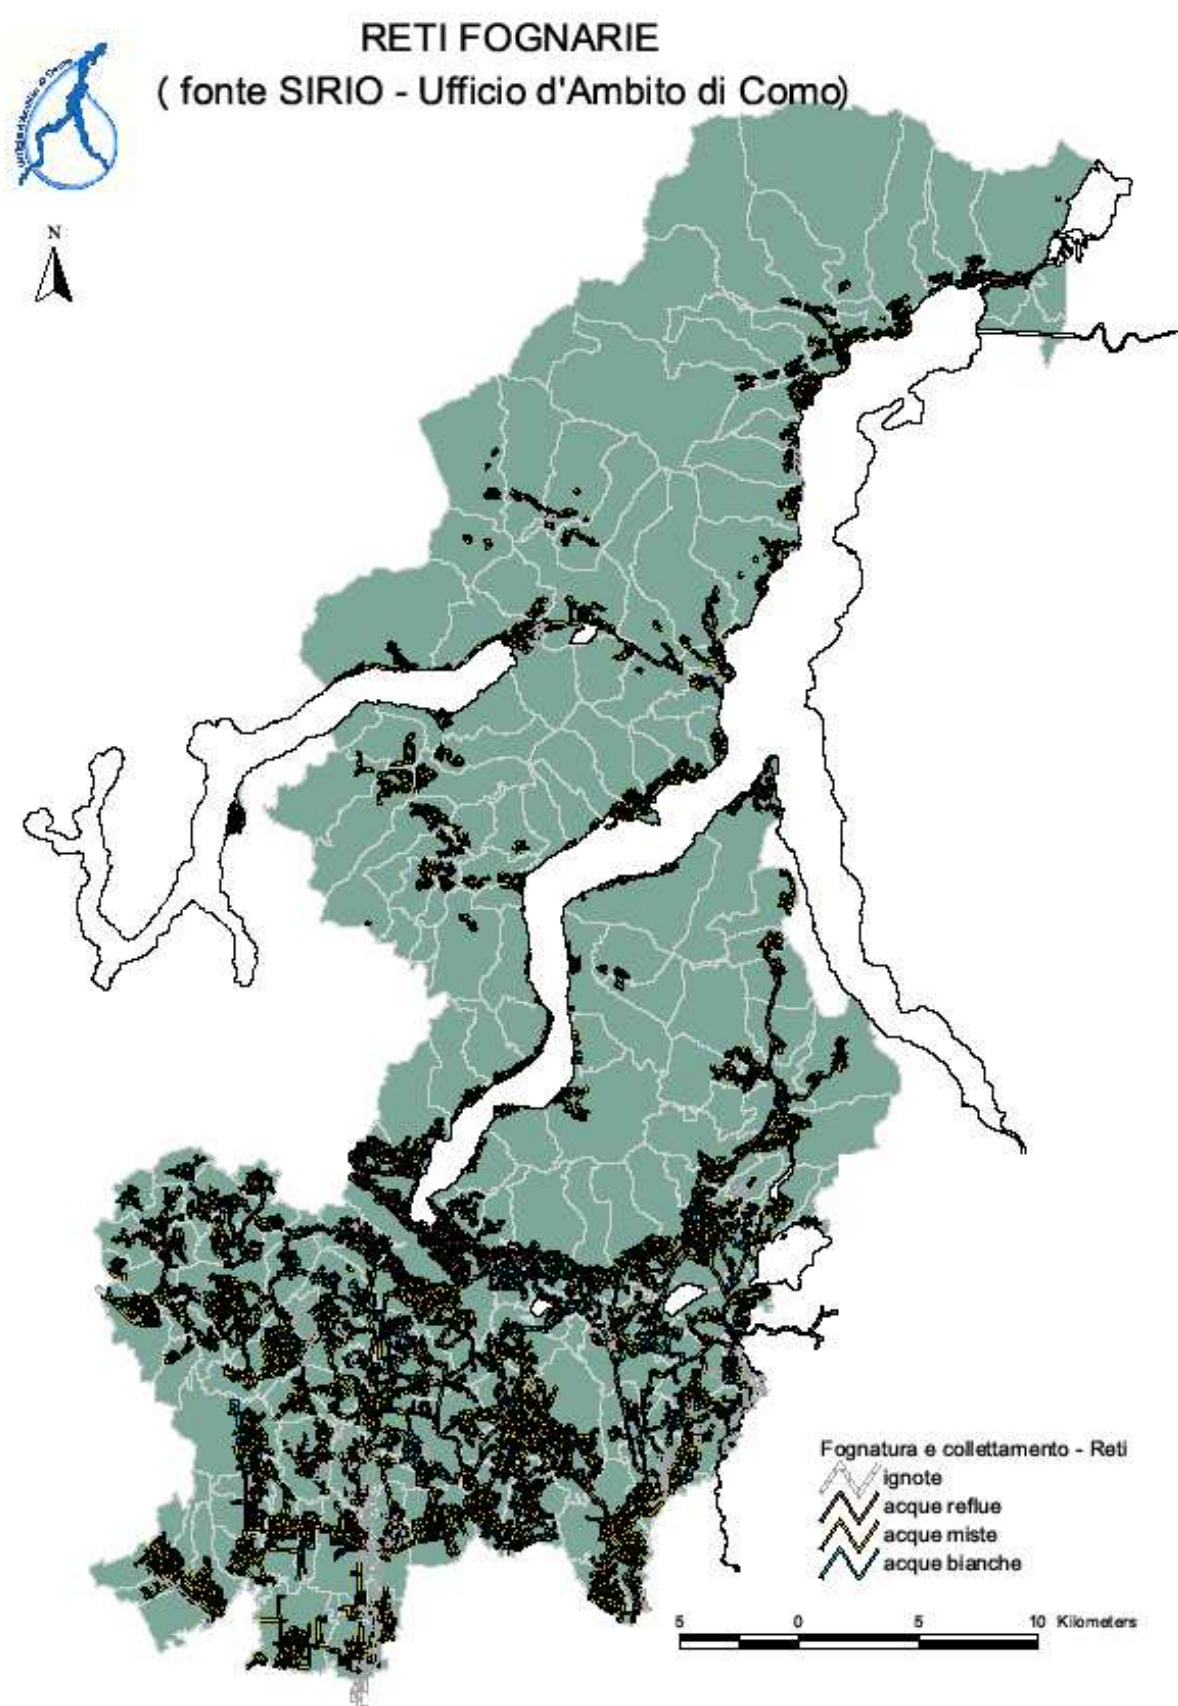 RETI FOGNARIE
( fonte SIRIO - Ufficio d'Ambito di Como)
N
Fognatura e collettamento - Reti
ignote
acque reflue
acque miste
acque bianche
5 0 5 10 Kilometers